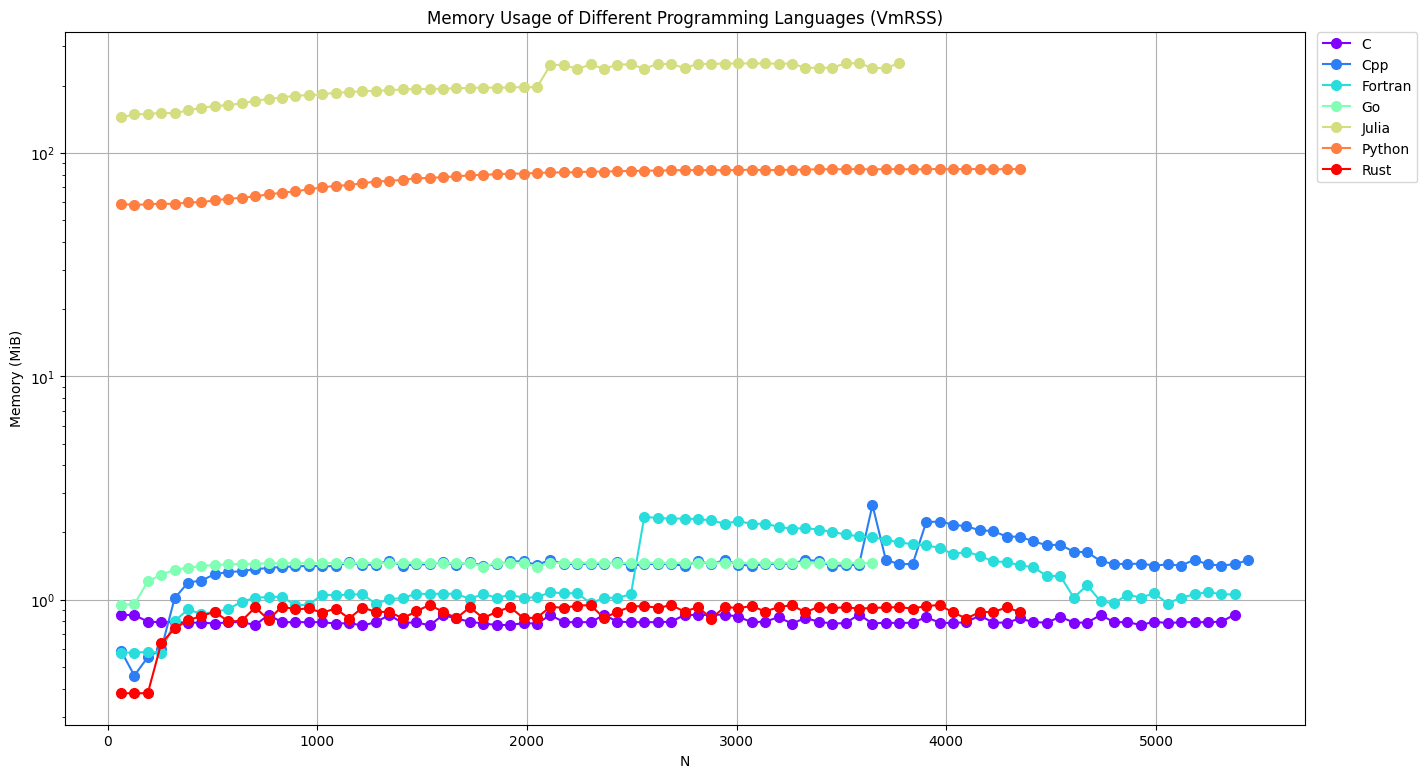 Memory Usage of Different Programming Languages (VmRSS)
C
Cpp
Fortran
Go
Julia
Python
Rust
Memory (MiB)
10²
10¹
10⁰
0 1000 2000 3000 4000 5000
N